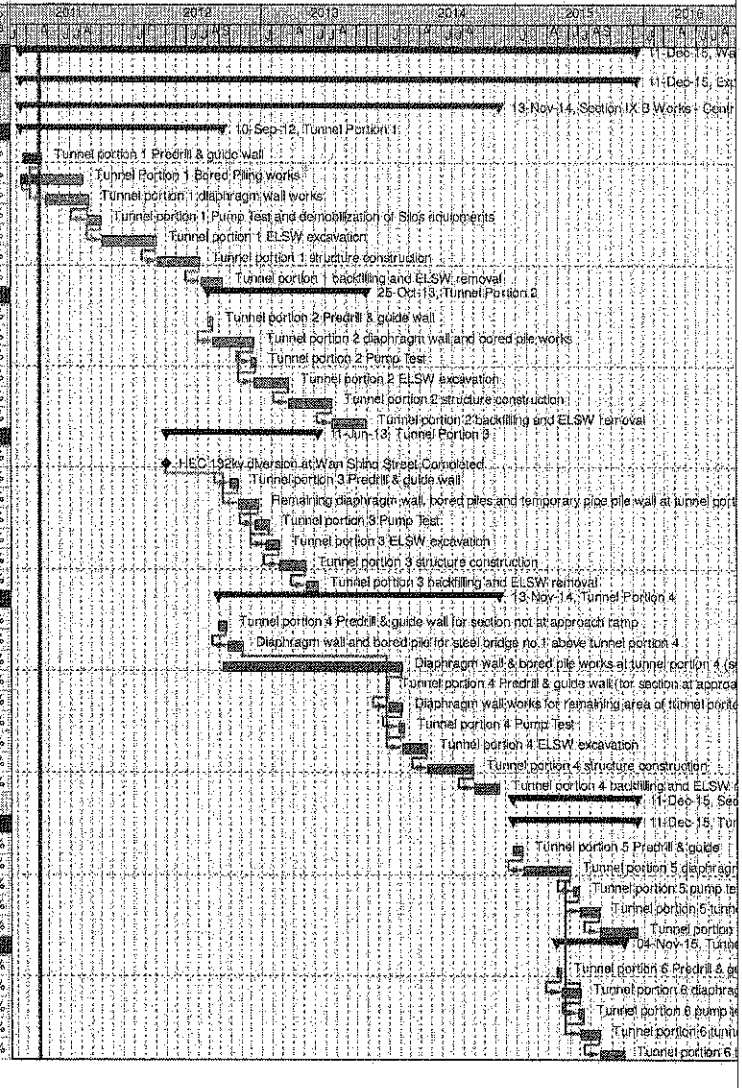 2011 2012 2013 2014 2015 2016
11-Dec-15, Wa
11-Dec-15, Exp
13-Nov-14, Section IX B Works - Centr
10-Sep-12, Tunnel Portion 1
Tunnel portion 1 Predrill & guide wall
Tunnel Portion 1 Bored Piling works
Tunnel portion 1 diaphragm wall works
Tunnel portion 1 Pump Test and demobilization of Silos equipments
Tunnel portion 1 ELSW excavation
Tunnel portion 1 structure construction
Tunnel portion 1 backfilling and ELSW removal
25-Oct-13, Tunnel Portion 2
Tunnel portion 2 Predrill & guide wall
Tunnel portion 2 diaphragm wall and bored pile works
Tunnel portion 2 Pump Test
Tunnel portion 2 ELSW excavation
Tunnel portion 2 structure construction
Tunnel portion 2 backfilling and ELSW removal
11-Jun-13, Tunnel Portion 3
HEC 132kv diversion at Wan Shing Street Completed
Tunnel portion 3 Predrill & guide wall
Remaining diaphragm wall, bored piles and temporary pipe pile wall at tunnel port
Tunnel portion 3 Pump Test
Tunnel portion 3 ELSW excavation
Tunnel portion 3 structure construction
Tunnel portion 3 backfilling and ELSW removal
13-Nov-14, Tunnel Portion 4
Tunnel portion 4 Predrill & guide wall for section not at approach ramp
Diaphragm wall and bored pile for steel bridge no.1 above tunnel portion 4
Diaphragm wall & bored pile works at tunnel portion 4 (s
Tunnel portion 4 Predrill & guide wall (for section at approa
Diaphragm wall works for remaining area of tunnel portio
Tunnel portion 4 Pump Test
Tunnel portion 4 ELSW excavation
Tunnel portion 4 structure construction
Tunnel portion 4 backfilling and ELSW r
11-Dec-15, Sec
11-Dec-15, Tun
Tunnel portion 5 Predrill & guide
Tunnel portion 5 diaphragm
Tunnel portion 5 pump te
Tunnel portion 5 tunne
Tunnel portion
04-Nov-15, Tunne
Tunnel portion 6 Predrill & gu
Tunnel portion 6 diaphrag
Tunnel portion 6 pump te
Tunnel portion 6 tunne
Tunnel portion 6 t